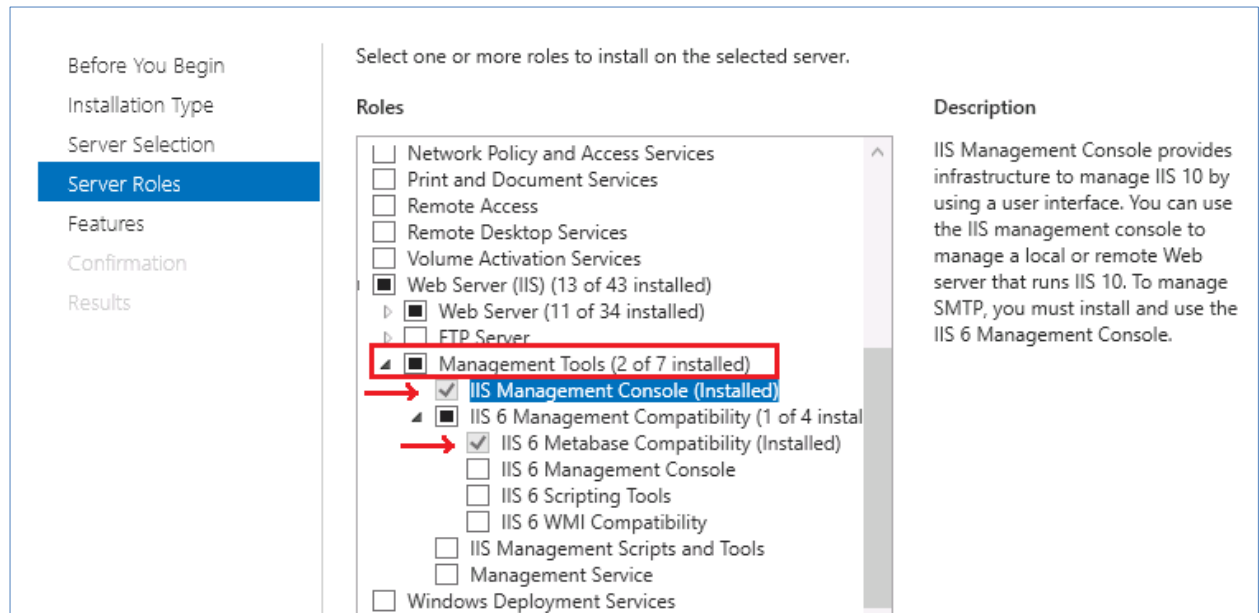 Before You Begin
Installation Type
Server Selection
Server Roles
Features
Confirmation
Results
Select one or more roles to install on the selected server.
Roles
Network Policy and Access Services
Print and Document Services
Remote Access
Remote Desktop Services
Volume Activation Services
Web Server (IIS) (13 of 43 installed)
Web Server (11 of 34 installed)
FTP Server
Management Tools (2 of 7 installed)
IIS Management Console (Installed)
IIS 6 Management Compatibility (1 of 4 instal
IIS 6 Metabase Compatibility (Installed)
IIS 6 Management Console
IIS 6 Scripting Tools
IIS 6 WMI Compatibility
IIS Management Scripts and Tools
Management Service
Windows Deployment Services
Description
IIS Management Console provides
infrastructure to manage IIS 10 by
using a user interface. You can use
the IIS management console to
manage a local or remote Web
server that runs IIS 10. To manage
SMTP, you must install and use the
IIS 6 Management Console.